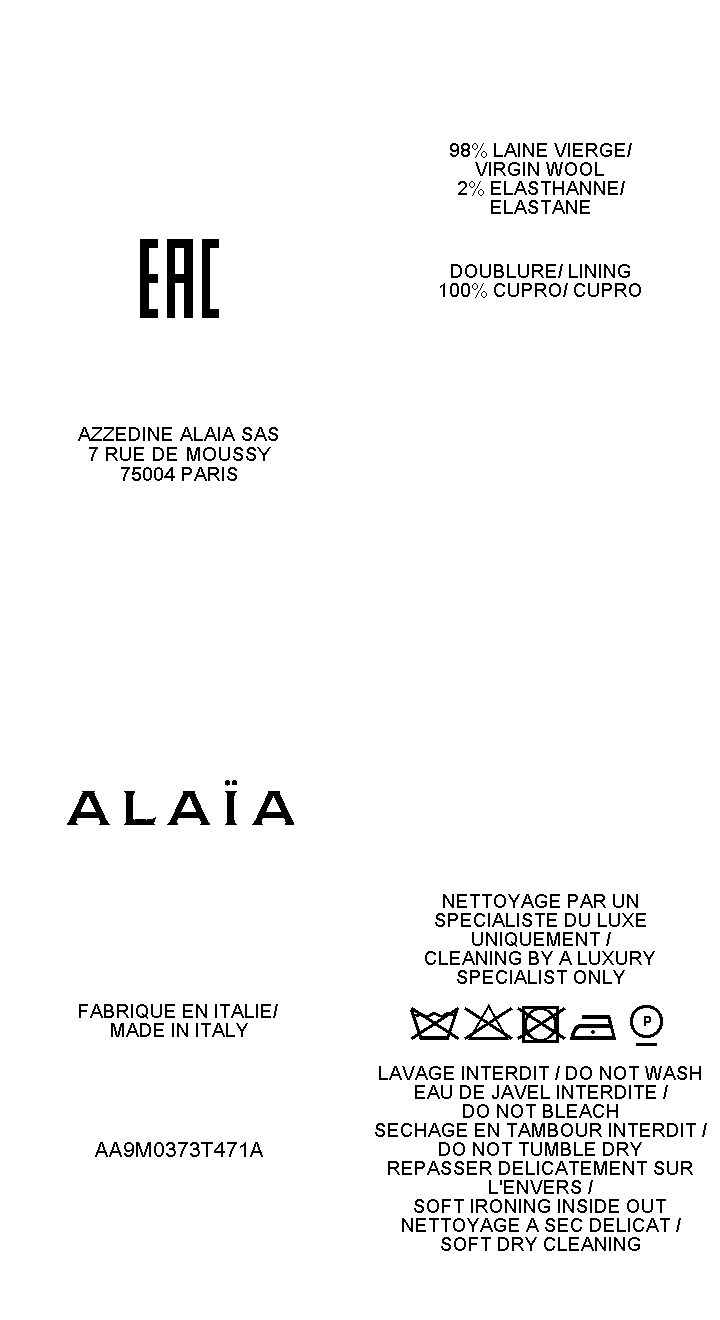 98% LAINE VIERGE/
VIRGIN WOOL
2% ELASTHANNE/
ELASTANE
EAC
DOUBLURE/ LINING
100% CUPRO/ CUPRO
AZZEDINE ALAIA SAS
7 RUE DE MOUSSY
75004 PARIS
ALAÏA
NETTOYAGE PAR UN
SPECIALISTE DU LUXE
UNIQUEMENT /
CLEANING BY A LUXURY
SPECIALIST ONLY
FABRIQUE EN ITALIE/
MADE IN ITALY
P
LAVAGE INTERDIT / DO NOT WASH
EAU DE JAVEL INTERDITE /
DO NOT BLEACH
SECHAGE EN TAMBOUR INTERDIT /
DO NOT TUMBLE DRY
REPASSER DELICATEMENT SUR
L'ENVERS /
SOFT IRONING INSIDE OUT
NETTOYAGE A SEC DELICAT /
SOFT DRY CLEANING
AA9M0373T471A